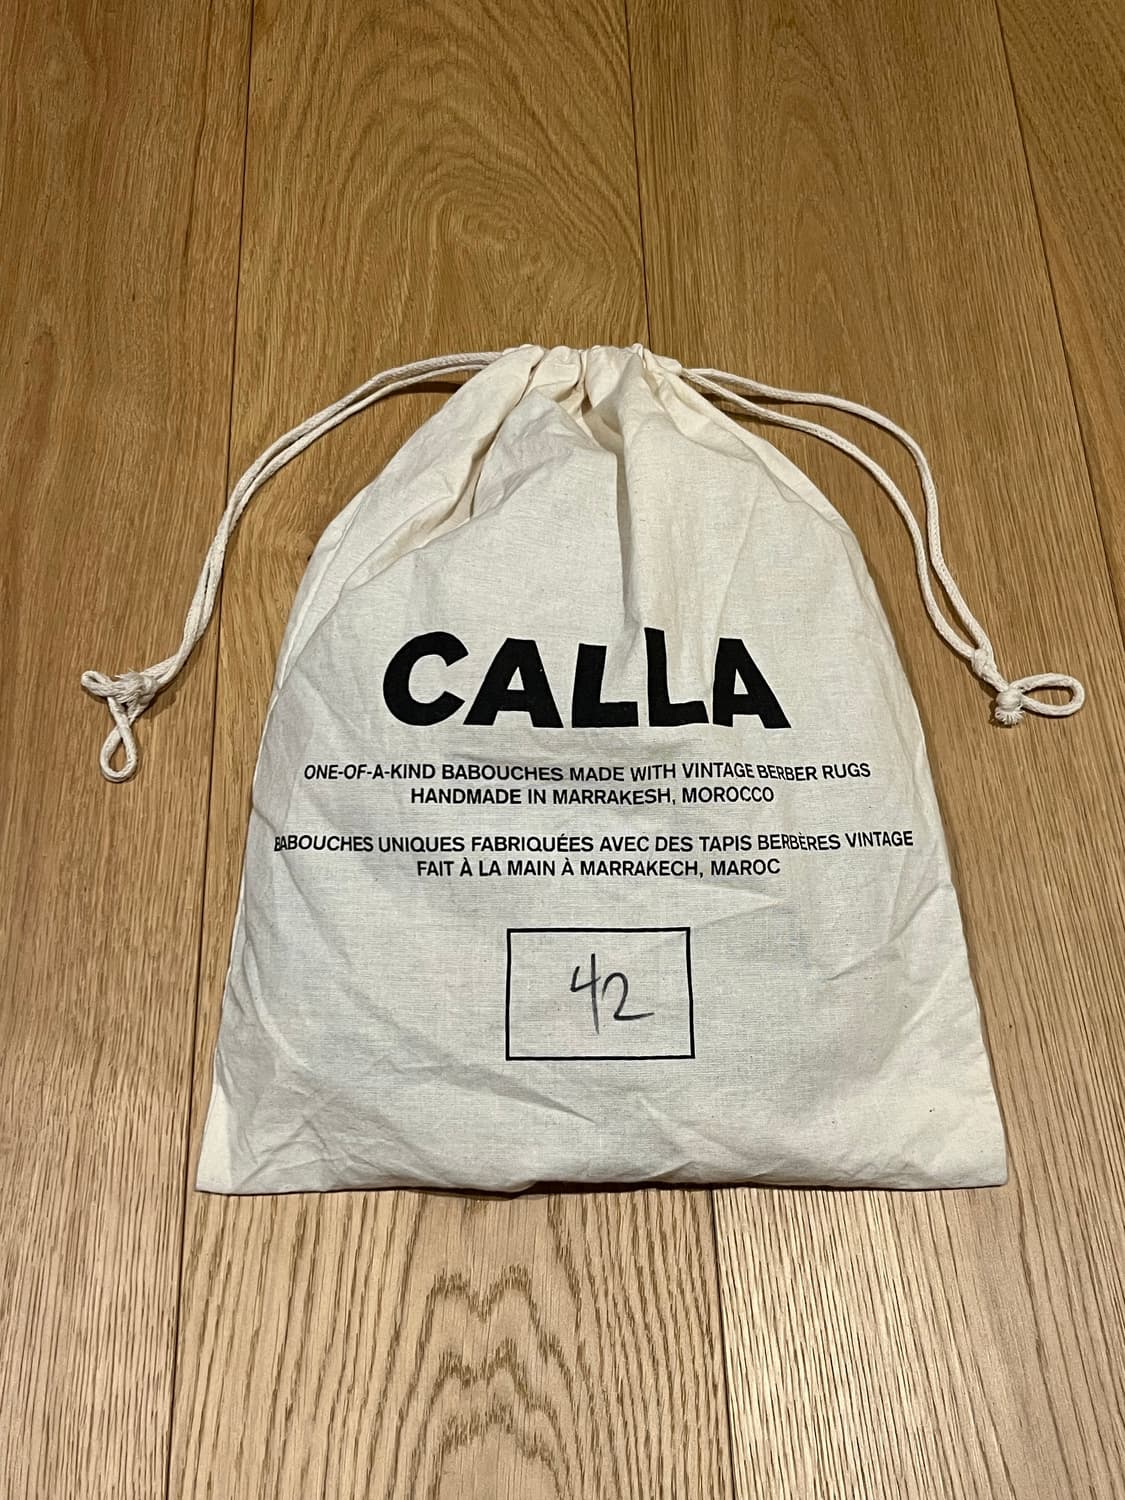 CALLA
ONE-OF-A-KIND BABOUCHES MADE WITH VINTAGE BERBER RUGS
HANDMADE IN MARRAKESH, MOROCCO
BABOUCHES UNIQUES FABRIQUÉES AVEC DES TAPIS BERBÈRES VINTAGE
FAIT À LA MAIN À MARRAKECH, MAROC
42